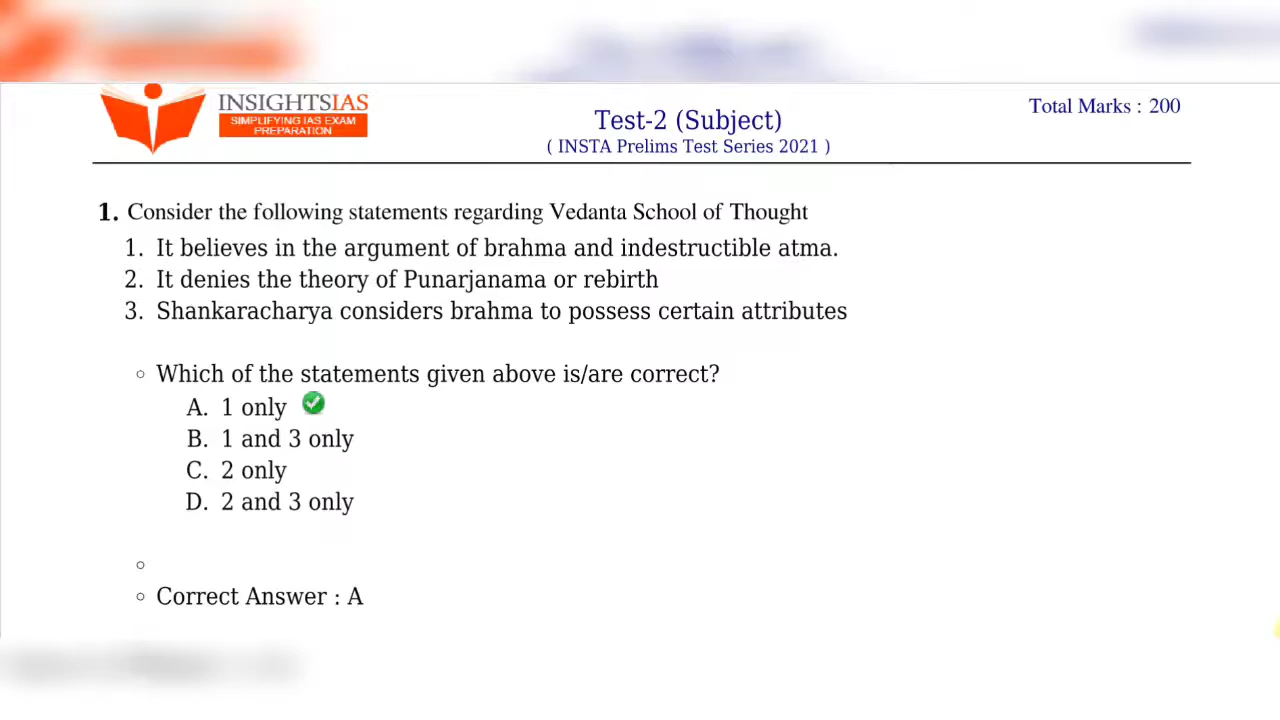 INSIGHTSIAS
SIMPLIFYING IAS EXAM
PREPARATION
Test-2 (Subject)
( INSTA Prelims Test Series 2021 )
Total Marks : 200
1. Consider the following statements regarding Vedanta School of Thought
1. It believes in the argument of brahma and indestructible atma.
2. It denies the theory of Punarjanama or rebirth
3. Shankaracharya considers brahma to possess certain attributes
Which of the statements given above is/are correct?
A. 1 only
B. 1 and 3 only
C. 2 only
D. 2 and 3 only
Correct Answer : A